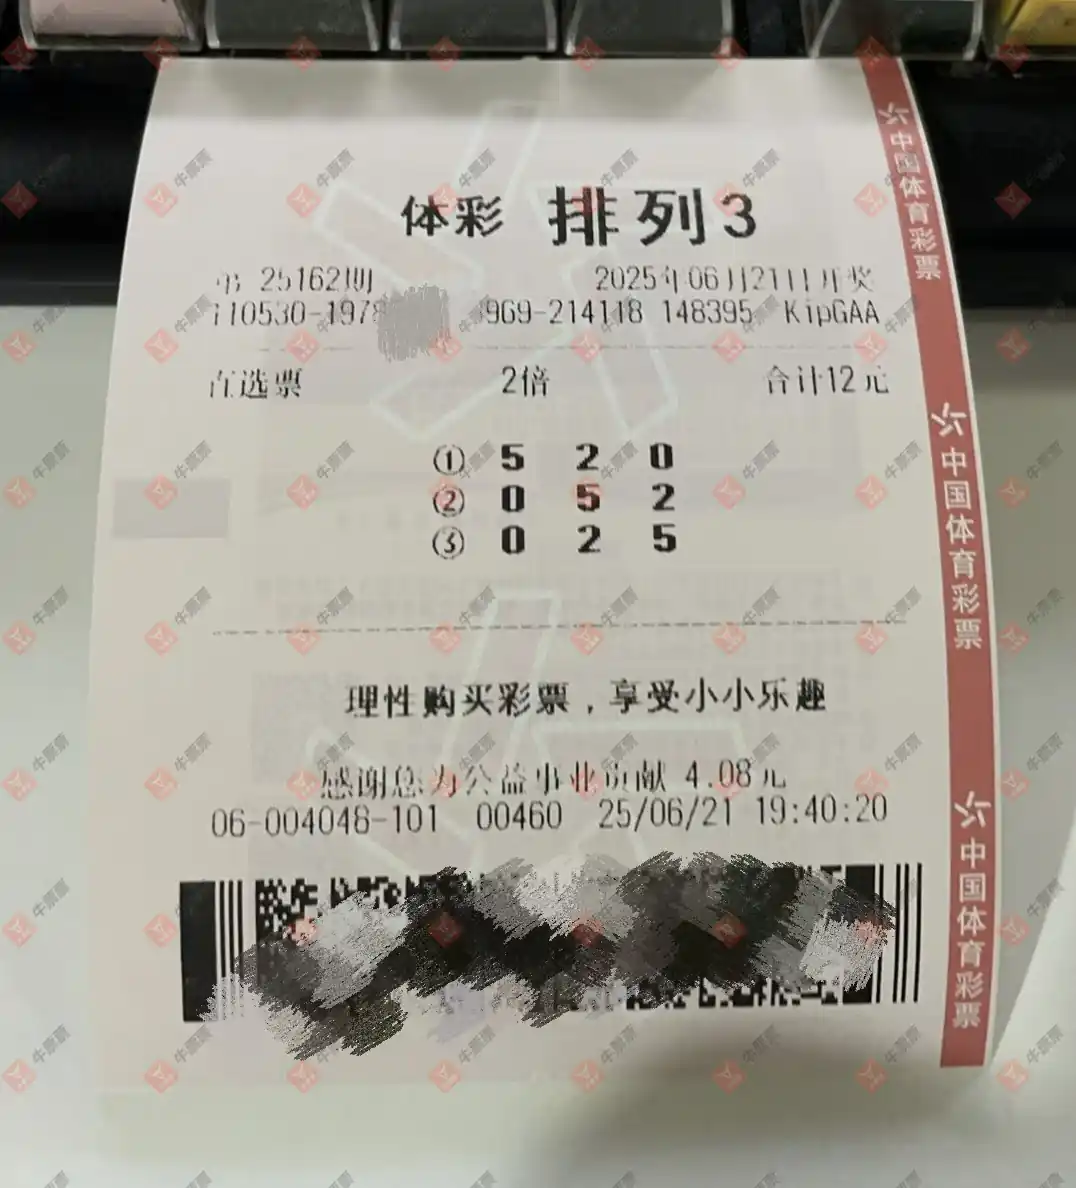 体彩 排列3
第 25162期 2025年06月21日开奖
110530-1978 969-214118 148395 KipGAA
直选票 2倍 合计12元
① 5 2 0
② 0 5 2
③ 0 2 5
理性购买彩票，享受小小乐趣
感谢您为公益事业贡献 4.08元
06-004048-101 00460 25/06/21 19:40:20
中国体育彩票
中国体育彩票
中国体育彩票
牛票票